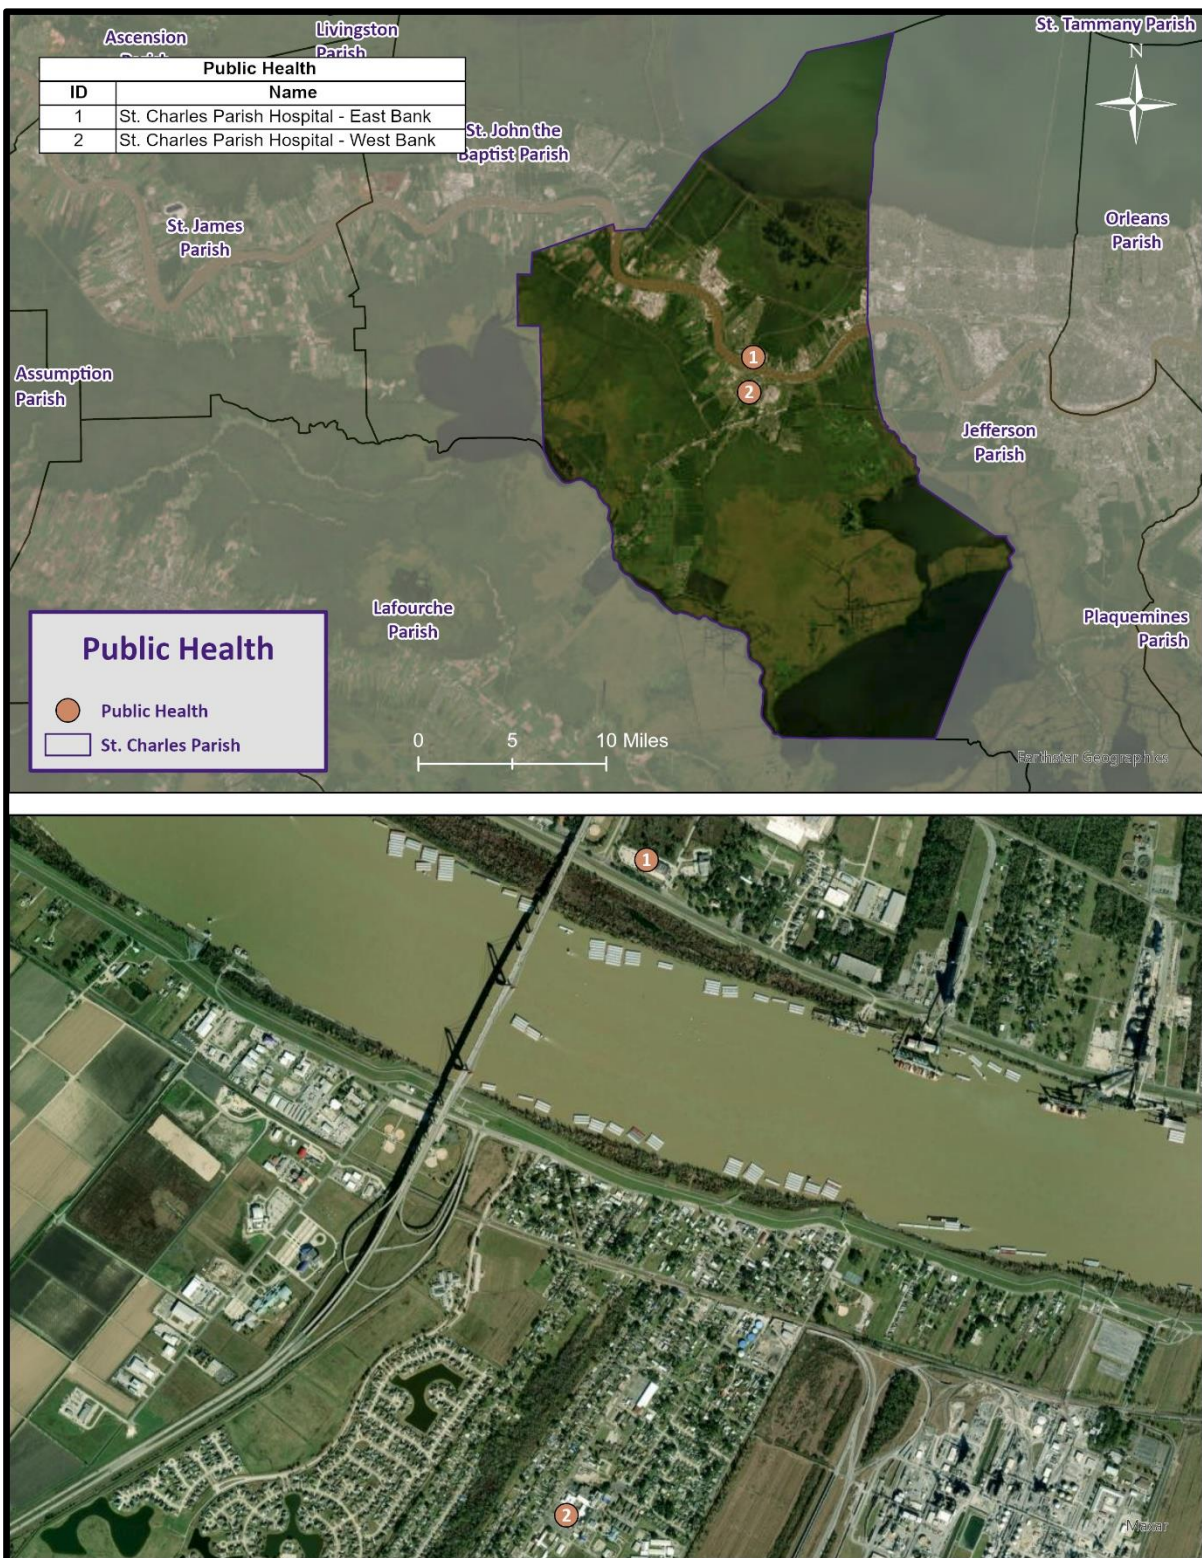 Ascension
Parish
Livingston
Parish
St. Tammany Parish
N
Public Health
ID Name
1 St. Charles Parish Hospital - East Bank
2 St. Charles Parish Hospital - West Bank
St. John the
Baptist Parish
St. James
Parish
Orleans
Parish
1
2
Assumption
Parish
Jefferson
Parish
Lafourche
Parish
Plaquemines
Parish
Public Health
Public Health
St. Charles Parish
0 5 10 Miles
Earthstar Geographics
1
2
Maxar